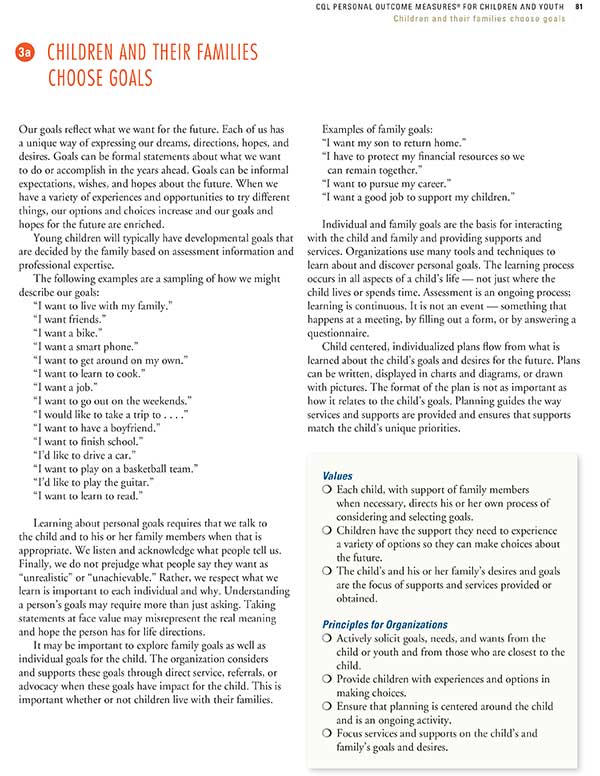 CQL PERSONAL OUTCOME MEASURES® FOR CHILDREN AND YOUTH 81
Children and their families choose goals
3a CHILDREN AND THEIR FAMILIES
CHOOSE GOALS
Our goals reflect what we want for the future. Each of us has
a unique way of expressing our dreams, directions, hopes, and
desires. Goals can be formal statements about what we want
to do or accomplish in the years ahead. Goals can be informal
expectations, wishes, and hopes about the future. When we
have a variety of experiences and opportunities to try different
things, our options and choices increase and our goals and
hopes for the future are enriched.
Young children will typically have developmental goals that
are decided by the family based on assessment information and
professional expertise.
The following examples are a sampling of how we might
describe our goals:
“I want to live with my family.”
“I want friends.”
“I want a bike.”
“I want a smart phone.”
“I want to get around on my own.”
“I want to learn to cook.”
“I want a job.”
“I want to go out on the weekends.”
“I would like to take a trip to . . . .”
“I want to have a boyfriend.”
“I want to finish school.”
“I’d like to drive a car.”
“I want to play on a basketball team.”
“I’d like to play the guitar.”
“I want to learn to read.”
Learning about personal goals requires that we talk to
the child and to his or her family members when that is
appropriate. We listen and acknowledge what people tell us.
Finally, we do not prejudge what people say they want as
“unrealistic” or “unachievable.” Rather, we respect what we
learn is important to each individual and why. Understanding
a person’s goals may require more than just asking. Taking
statements at face value may misrepresent the real meaning
and hope the person has for life directions.
It may be important to explore family goals as well as
individual goals for the child. The organization considers
and supports these goals through direct service, referrals, or
advocacy when these goals have impact for the child. This is
important whether or not children live with their families.
Examples of family goals:
“I want my son to return home.”
“I have to protect my financial resources so we
can remain together.”
“I want to pursue my career.”
“I want a good job to support my children.”
Individual and family goals are the basis for interacting
with the child and family and providing supports and
services. Organizations use many tools and techniques to
learn about and discover personal goals. The learning process
occurs in all aspects of a child’s life — not just where the
child lives or spends time. Assessment is an ongoing process;
learning is continuous. It is not an event — something that
happens at a meeting, by filling out a form, or by answering a
questionnaire.
Child centered, individualized plans flow from what is
learned about the child’s goals and desires for the future. Plans
can be written, displayed in charts and diagrams, or drawn
with pictures. The format of the plan is not as important as
how it relates to the child’s goals. Planning guides the way
services and supports are provided and ensures that supports
match the child’s unique priorities.
Values
❍ Each child, with support of family members
when necessary, directs his or her own process of
considering and selecting goals.
❍ Children have the support they need to experience
a variety of options so they can make choices about
the future.
❍ The child’s and his or her family’s desires and goals
are the focus of supports and services provided or
obtained.
Principles for Organizations
❍ Actively solicit goals, needs, and wants from the
child or youth and from those who are closest to the
child.
❍ Provide children with experiences and options in
making choices.
❍ Ensure that planning is centered around the child
and is an ongoing activity.
❍ Focus services and supports on the child’s and
family’s goals and desires.